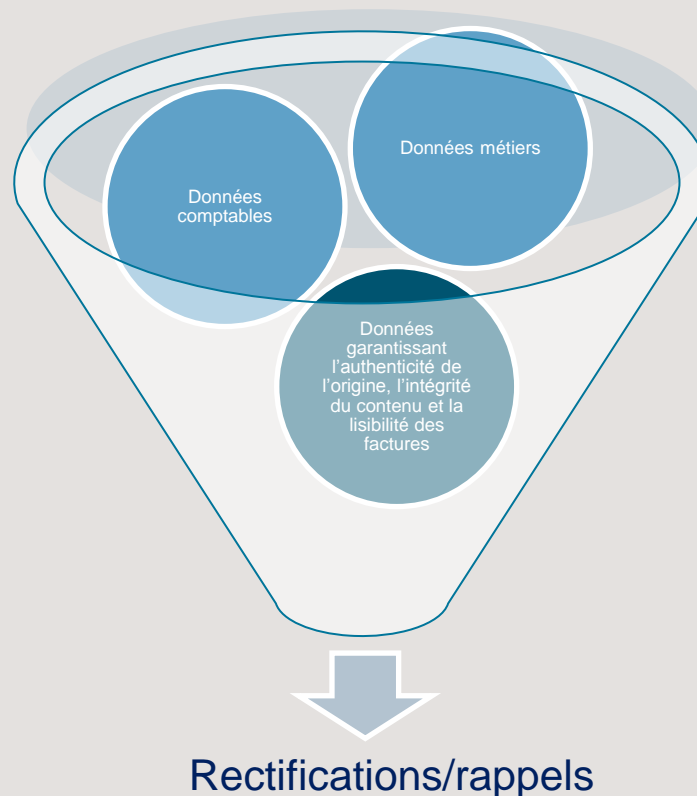 Données métiers
Données
comptables
Données
garantissant
l'authenticité de
l'origine, l'intégrité
du contenu et la
lisibilité des
factures
Rectifications/rappels